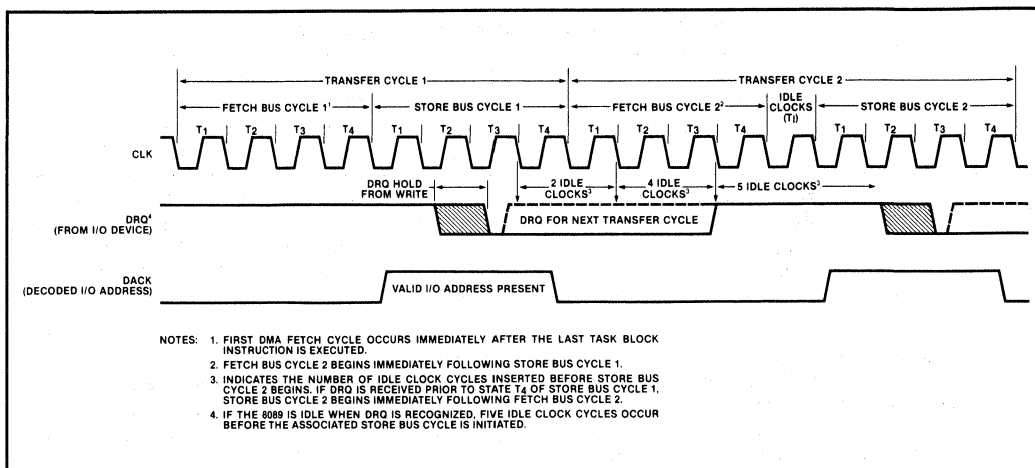 TRANSFER CYCLE 1 TRANSFER CYCLE 2
FETCH BUS CYCLE 1¹ STORE BUS CYCLE 1 FETCH BUS CYCLE 2² IDLE CLOCKS (TI) STORE BUS CYCLE 2
T1 T2 T3 T4 T1 T2 T3 T4 T1 T2 T3 T4 T1 T2 T3 T4
CLK
DRQ HOLD
FROM WRITE
2 IDLE
CLOCKS³
4 IDLE
CLOCKS³
5 IDLE CLOCKS³
DRQ⁴
(FROM I/O DEVICE)
DRQ FOR NEXT TRANSFER CYCLE
DACK
(DECODED I/O ADDRESS)
VALID I/O ADDRESS PRESENT
NOTES: 1. FIRST DMA FETCH CYCLE OCCURS IMMEDIATELY AFTER THE LAST TASK BLOCK
INSTRUCTION IS EXECUTED.
2. FETCH BUS CYCLE 2 BEGINS IMMEDIATELY FOLLOWING STORE BUS CYCLE 1.
3. INDICATES THE NUMBER OF IDLE CLOCK CYCLES INSERTED BEFORE STORE BUS
CYCLE 2 BEGINS. IF DRQ IS RECEIVED PRIOR TO STATE T4 OF STORE BUS CYCLE 1,
STORE BUS CYCLE 2 BEGINS IMMEDIATELY FOLLOWING FETCH BUS CYCLE 2.
4. IF THE 8089 IS IDLE WHEN DRQ IS RECOGNIZED, FIVE IDLE CLOCK CYCLES OCCUR
BEFORE THE ASSOCIATED STORE BUS CYCLE IS INITIATED.